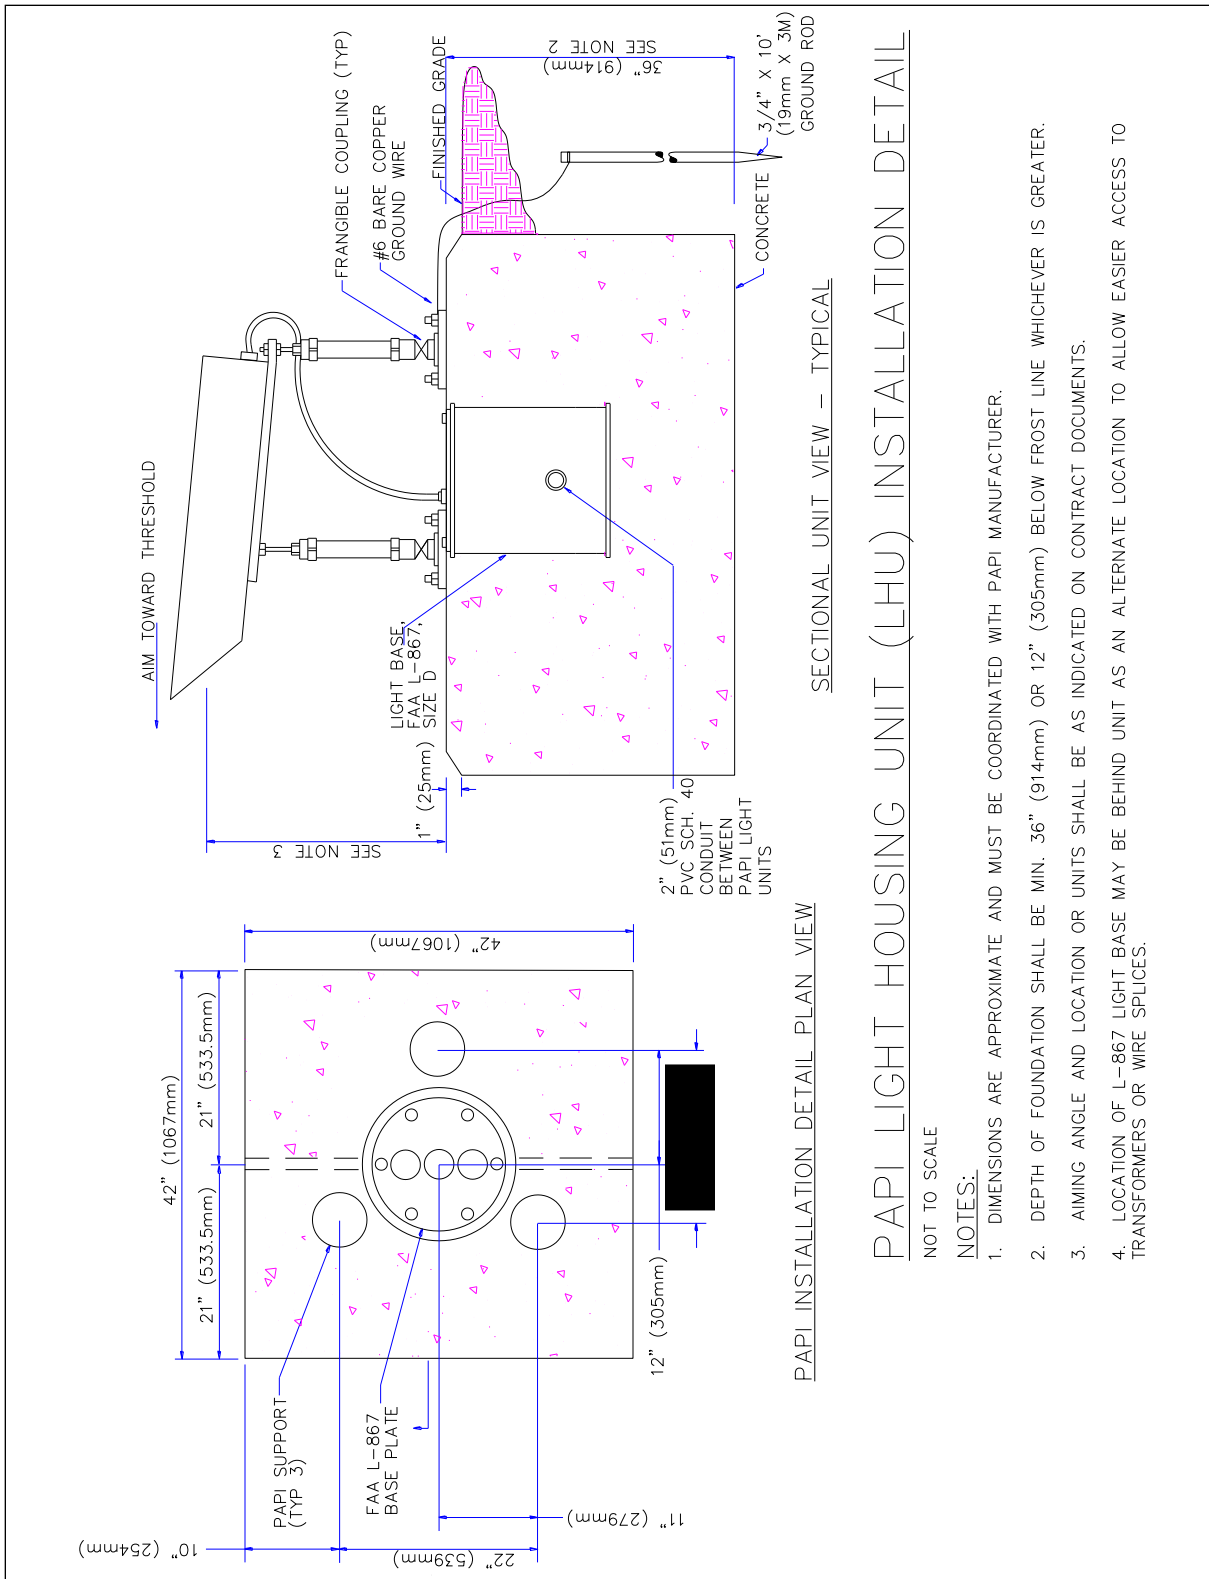 42" (1067mm)
21" (533.5mm)
21" (533.5mm)
42" (1067mm)
10" (254mm)
22" (539mm)
11" (279mm)
12" (305mm)
PAPI SUPPORT
(TYP 3)
FAA L-867
BASE PLATE
PAPI INSTALLATION DETAIL PLAN VIEW
AIM TOWARD THRESHOLD
SEE NOTE 3
1" (25mm)
LIGHT BASE,
FAA L-867,
SIZE D
2" (51mm)
PVC SCH. 40
CONDUIT
BETWEEN
PAPI LIGHT
UNITS
FRANGIBLE COUPLING (TYP)
#6 BARE COPPER
GROUND WIRE
FINISHED GRADE
SEE NOTE 2
36" (914mm)
3/4" X 10'
(19mm X 3M)
GROUND ROD
CONCRETE
SECTIONAL UNIT VIEW – TYPICAL
PAPI LIGHT HOUSING UNIT (LHU) INSTALLATION DETAIL
NOT TO SCALE
NOTES:
1. DIMENSIONS ARE APPROXIMATE AND MUST BE COORDINATED WITH PAPI MANUFACTURER.
2. DEPTH OF FOUNDATION SHALL BE MIN. 36" (914mm) OR 12" (305mm) BELOW FROST LINE WHICHEVER IS GREATER.
3. AIMING ANGLE AND LOCATION OR UNITS SHALL BE AS INDICATED ON CONTRACT DOCUMENTS.
4. LOCATION OF L-867 LIGHT BASE MAY BE BEHIND UNIT AS AN ALTERNATE LOCATION TO ALLOW EASIER ACCESS TO
TRANSFORMERS OR WIRE SPLICES.